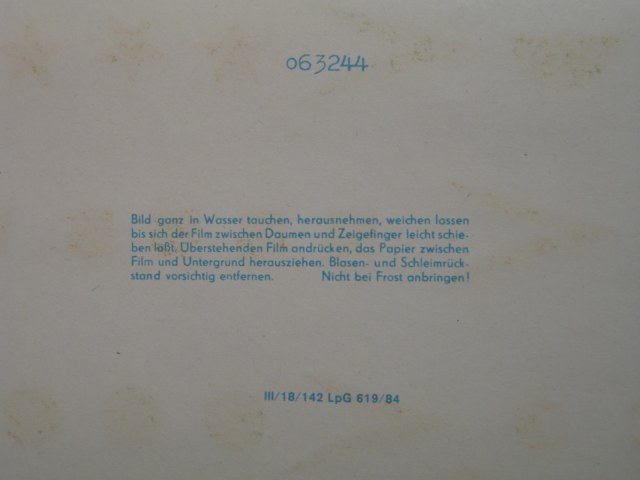 063244
Bild ganz in Wasser tauchen, herausnehmen, weichen lassen
bis sich der Film zwischen Daumen und Zeigefinger leicht schie-
ben läßt. Überstehenden Film andrücken, das Papier zwischen
Film und Untergrund herausziehen. Blasen- und Schleimrück-
stand vorsichtig entfernen. Nicht bei Frost anbringen!
III/18/142 LpG 619/84